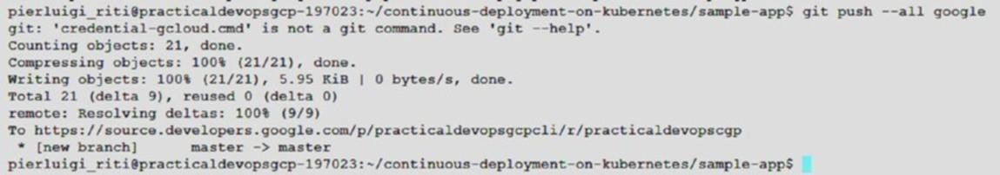 pierluigi_riti@practicaldevopsgcp-197023:~/continuous-deployment-on-kubernetes/sample-app$ git push --all google
git: 'credential-gcloud.cmd' is not a git command. See 'git --help'.
Counting objects: 21, done.
Compressing objects: 100% (21/21), done.
Writing objects: 100% (21/21), 5.95 KiB | 0 bytes/s, done.
Total 21 (delta 9), reused 0 (delta 0)
remote: Resolving deltas: 100% (9/9)
To https://source.developers.google.com/p/practicaldevopsgcpcli/r/practicaldevopscgp
 * [new branch]      master -> master
pierluigi_riti@practicaldevopsgcp-197023:~/continuous-deployment-on-kubernetes/sample-app$